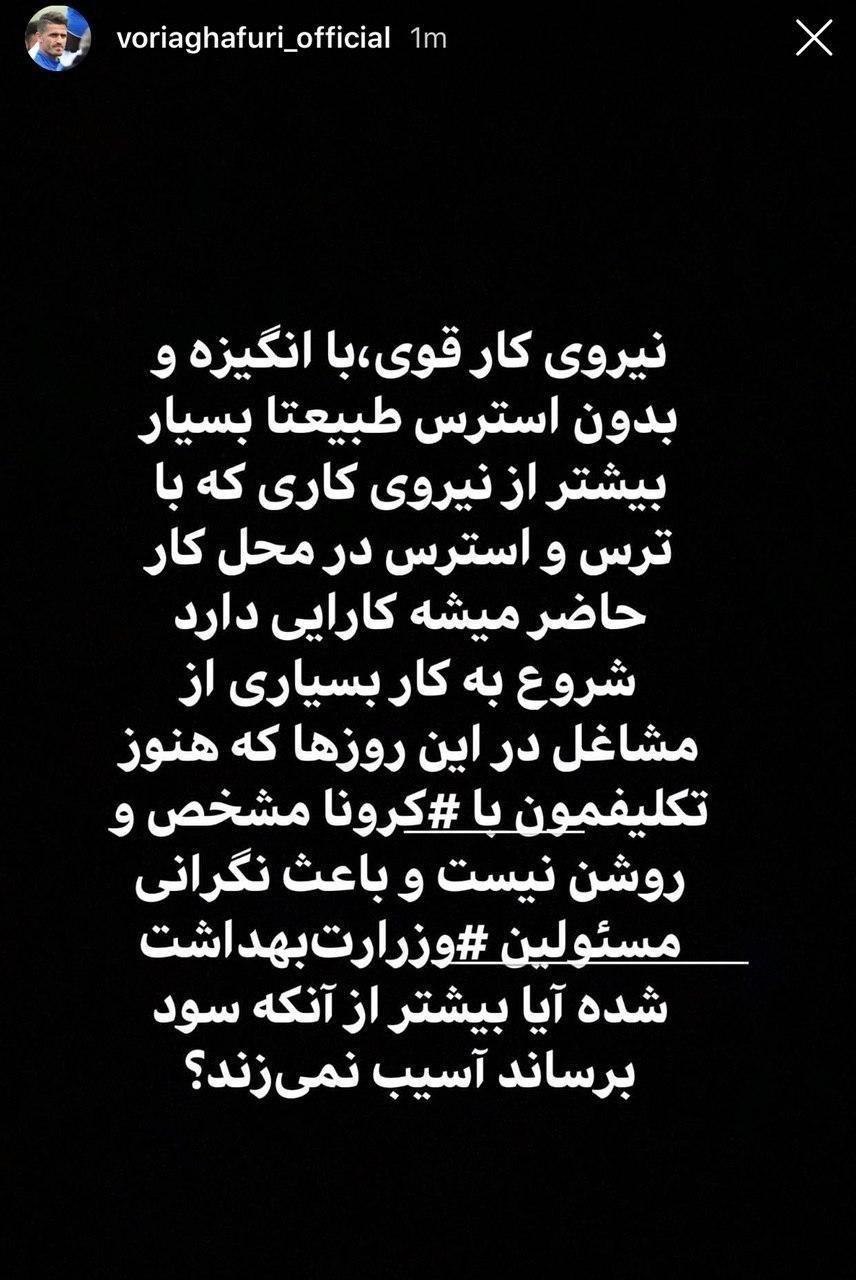 voriaghafuri_official 1m
نیروی کار قوی،با انگیزه و
بدون استرس طبیعتا بسیار
بیشتر از نیروی کاری که با
ترس و استرس در محل کار
حاضر میشه کارایی دارد
شروع به کار بسیاری از
مشاغل در این روزها که هنوز
تکلیفمون با #کرونا مشخص و
روشن نیست و باعث نگرانی
مسئولین #وزرارت‌بهداشت
شده آیا بیشتر از آنکه سود
برساند آسیب نمی‌زند؟